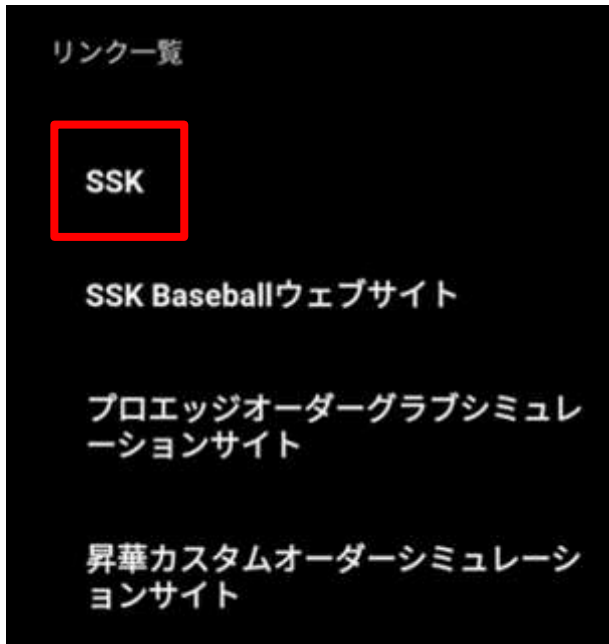 リンク一覧
SSK
SSK Baseballウェブサイト
プロエッジオーダーグラブシミュレ
ーションサイト
昇華カスタムオーダーシミュレーシ
ョンサイト